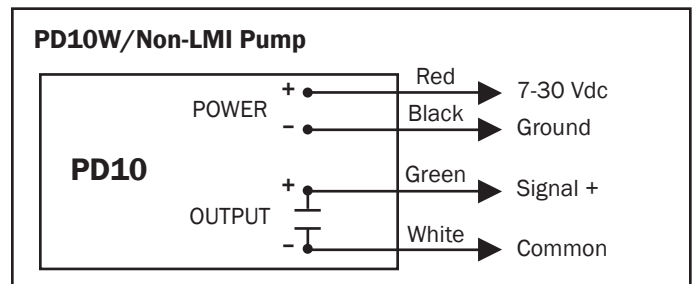 PD10W/Non-LMI Pump
+ Red 7-30 Vdc
POWER
– Black Ground
PD10
+ Green Signal +
OUTPUT
– White Common